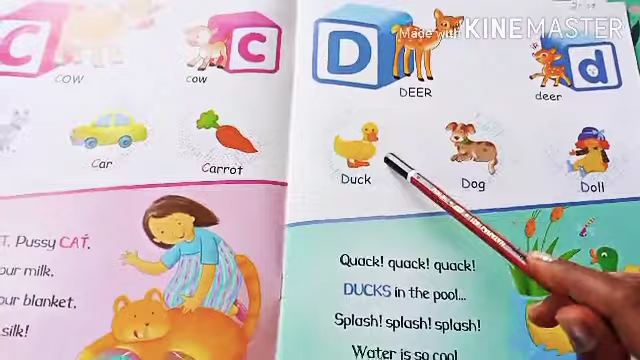 Made with KINEMASTER
C
COW
c
cow
Car
Carrot
T, Pussy CAT,
our milk,
our blanket,
silk!
D
DEER
d
deer
Duck
Dog
Doll
Quack! quack! quack!
DUCKS in the pool...
Splash! splash! splash!
Water is so cool